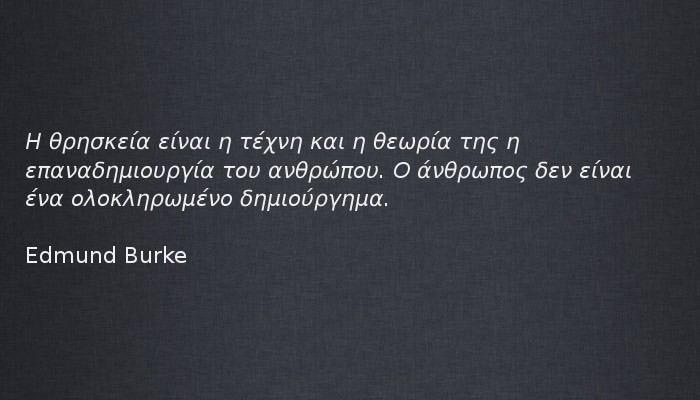 Η θρησκεία είναι η τέχνη και η θεωρία της η
επαναδημιουργία του ανθρώπου. Ο άνθρωπος δεν είναι
ένα ολοκληρωμένο δημιούργημα.
Edmund Burke